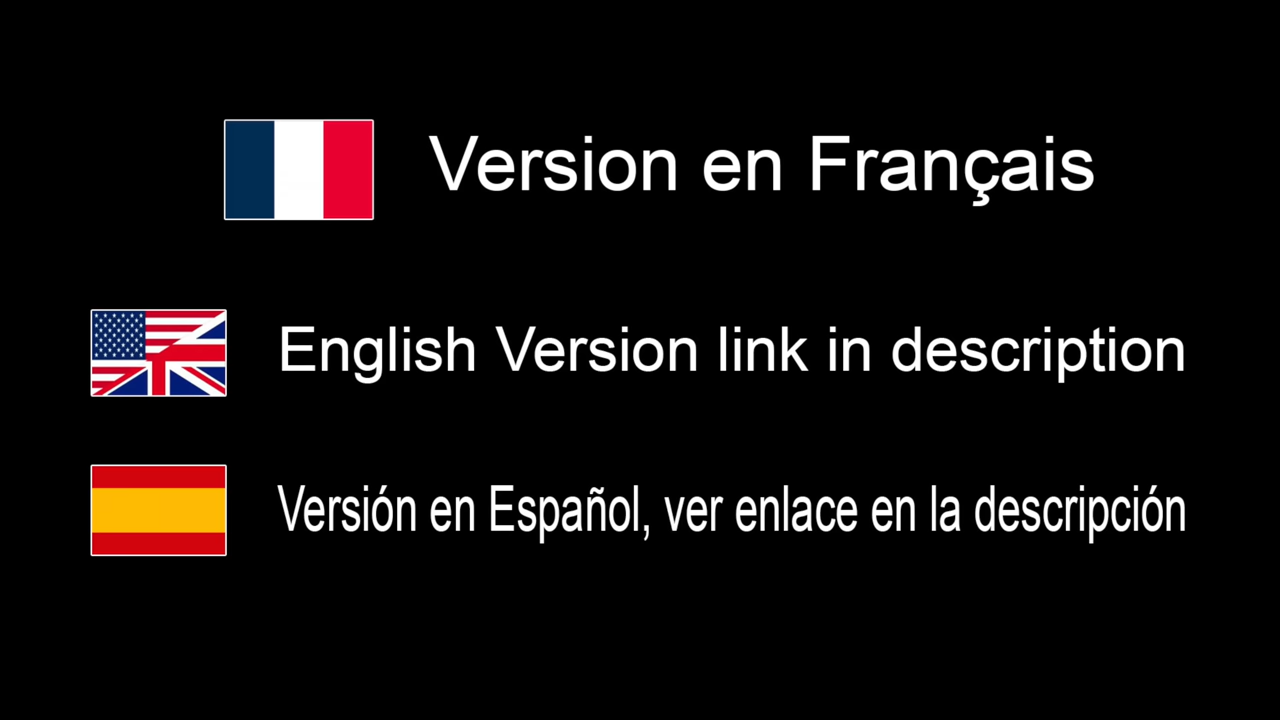 Version en Français
English Version link in description
Versión en Español, ver enlace en la descripción